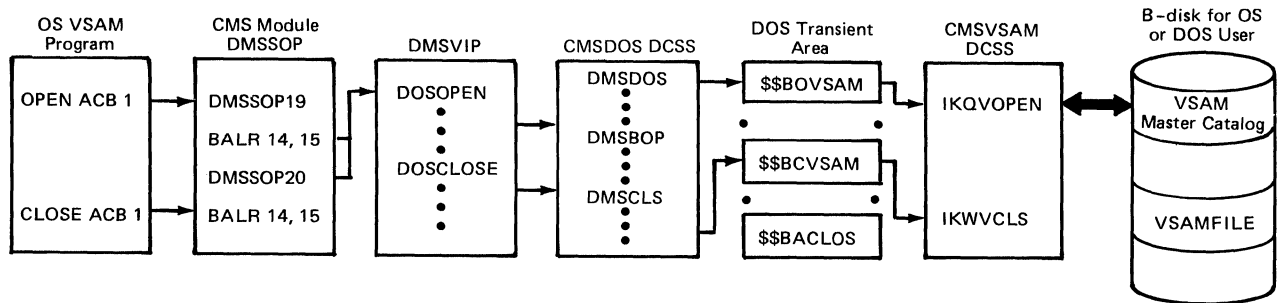 OS VSAM
Program
OPEN ACB 1
CLOSE ACB 1
CMS Module
DMSSOP
DMSSOP19
BALR 14, 15
DMSSOP20
BALR 14, 15
DMSVIP
DOSOPEN
DOSCLOSE
CMSDOS DCSS
DMSDOS
DMSBOP
DMSCLS
DOS Transient
Area
$$BOVSAM
$$BCVSAM
$$BACLOS
CMSVSAM
DCSS
IKQVOPEN
IKWVCLS
B-disk for OS
or DOS User
VSAM
Master Catalog
VSAMFILE